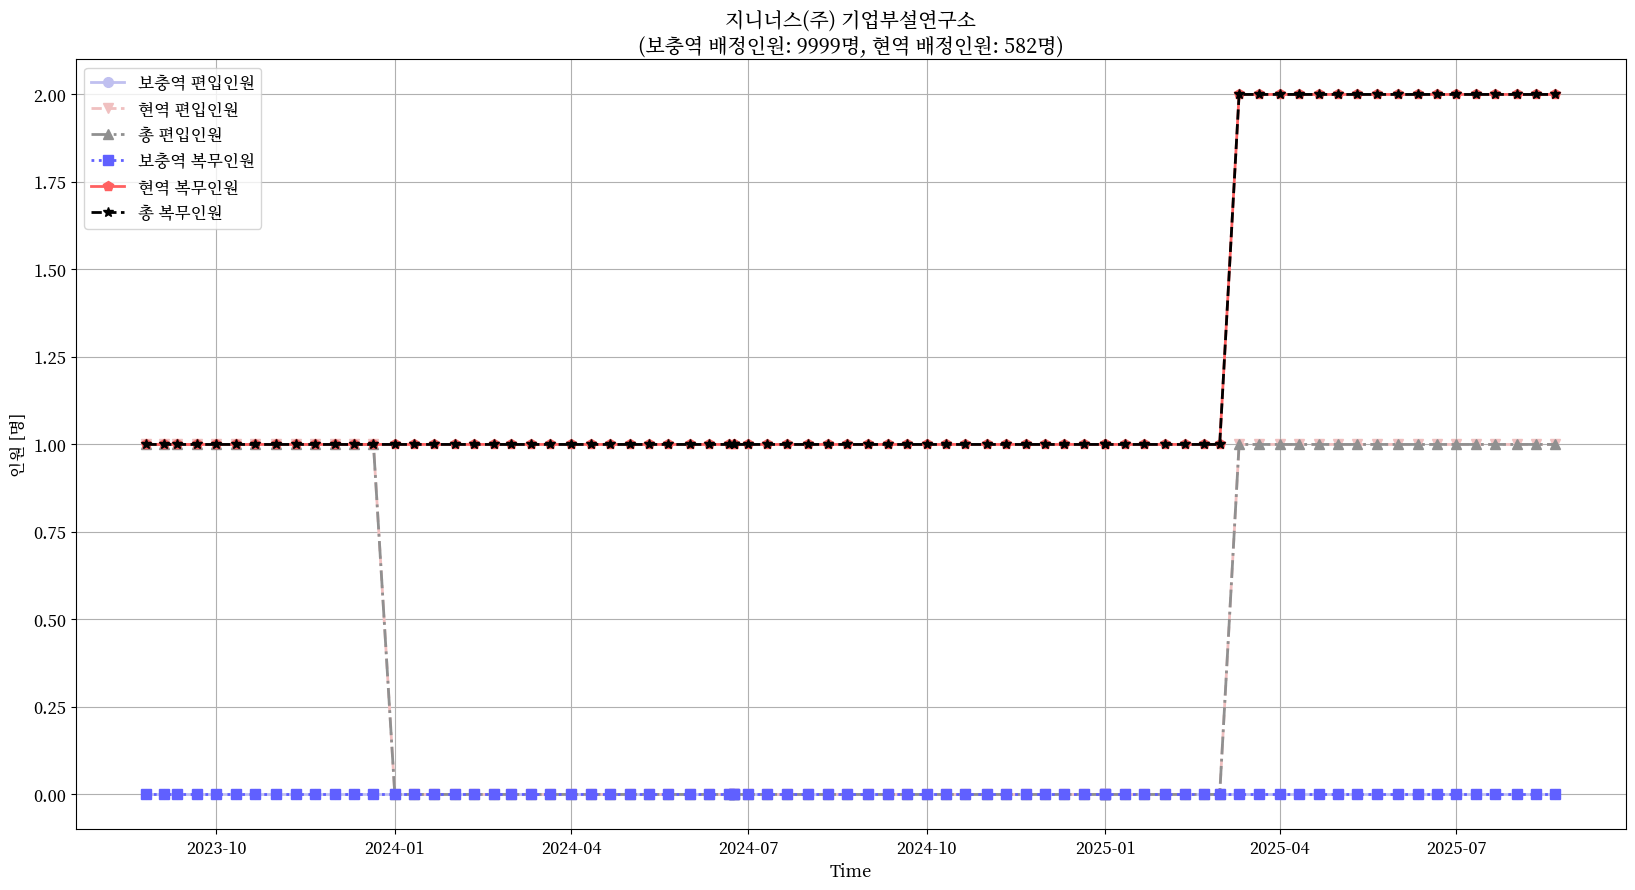 지니너스(주) 기업부설연구소
(보충역 배정인원: 9999명, 현역 배정인원: 582명)
보충역 편입인원
현역 편입인원
총 편입인원
보충역 복무인원
현역 복무인원
총 복무인원
2.00
1.75
1.50
1.25
1.00
0.75
0.50
0.25
0.00
인원 [명]
2023-10
2024-01
2024-04
2024-07
2024-10
2025-01
2025-04
2025-07
Time